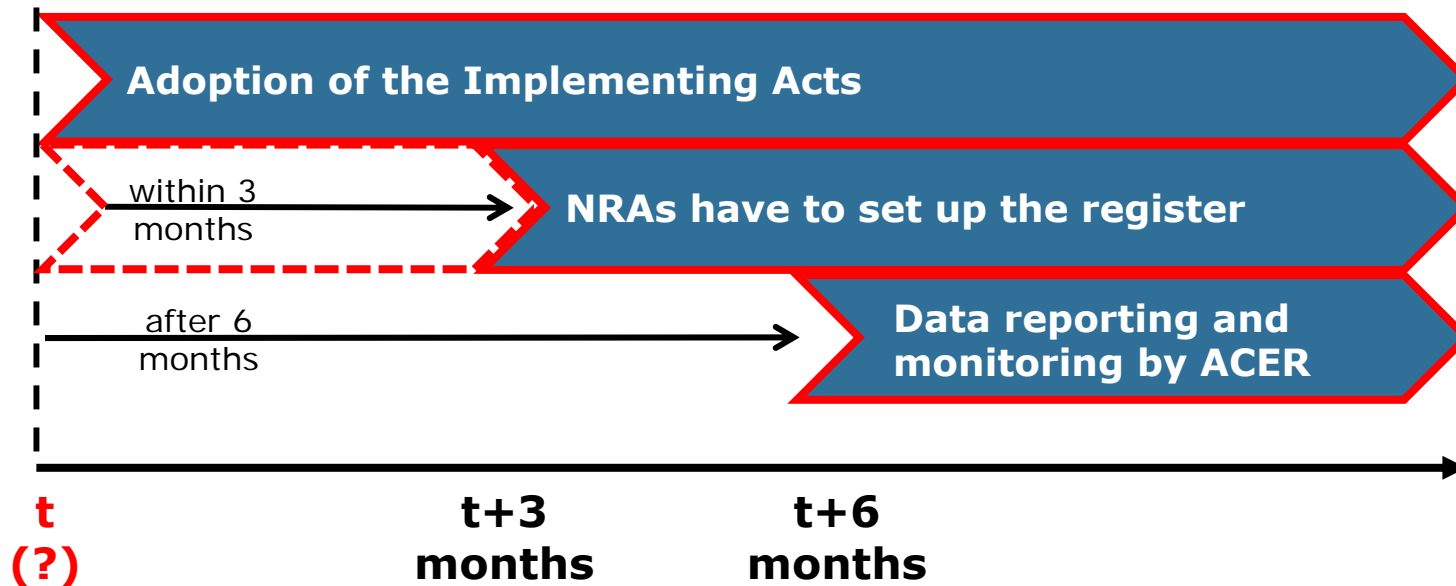 Adoption of the Implementing Acts
within 3
months
NRAs have to set up the register
after 6
months
Data reporting and
monitoring by ACER
t
(?)
t+3
months
t+6
months